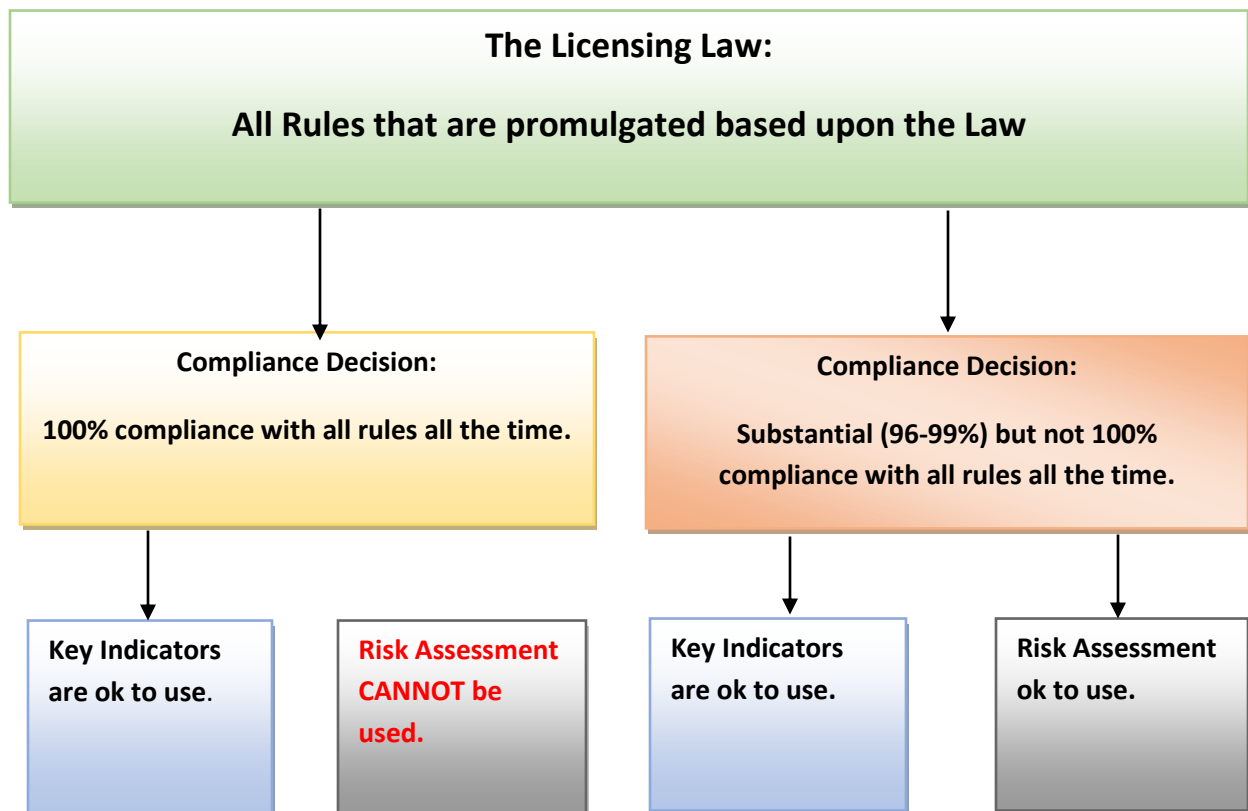 The Licensing Law:
All Rules that are promulgated based upon the Law
Compliance Decision:
100% compliance with all rules all the time.
Compliance Decision:
Substantial (96-99%) but not 100%
compliance with all rules all the time.
Key Indicators
are ok to use.
Risk Assessment
CANNOT be
used.
Key Indicators
are ok to use.
Risk Assessment
ok to use.